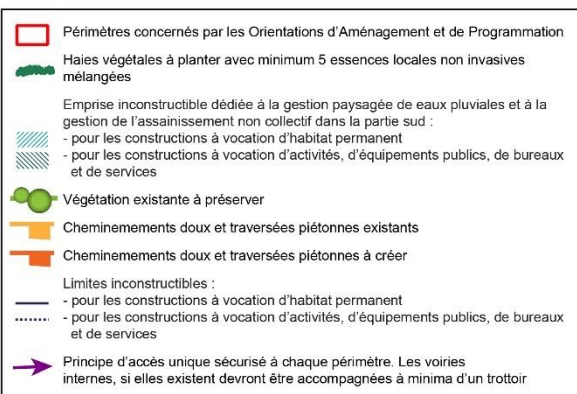 Périmètres concernés par les Orientations d'Aménagement et de Programmation
Haies végétales à planter avec minimum 5 essences locales non invasives
mélangées
Emprise inconstructible dédiée à la gestion paysagée de eaux pluviales et à la
gestion de l'assainissement non collectif dans la partie sud :
- pour les constructions à vocation d'habitat permanent
- pour les constructions à vocation d'activités, d'équipements publics, de bureaux
et de services
Végétation existante à préserver
Cheminemements doux et traversées piétonnes existants
Cheminemements doux et traversées piétonnes à créer
Limites inconstructibles :
- pour les constructions à vocation d'habitat permanent
- pour les constructions à vocation d'activités, d'équipements publics, de bureaux
et de services
Principe d'accès unique sécurisé à chaque périmètre. Les voiries
internes, si elles existent devront être accompagnées à minima d'un trottoir